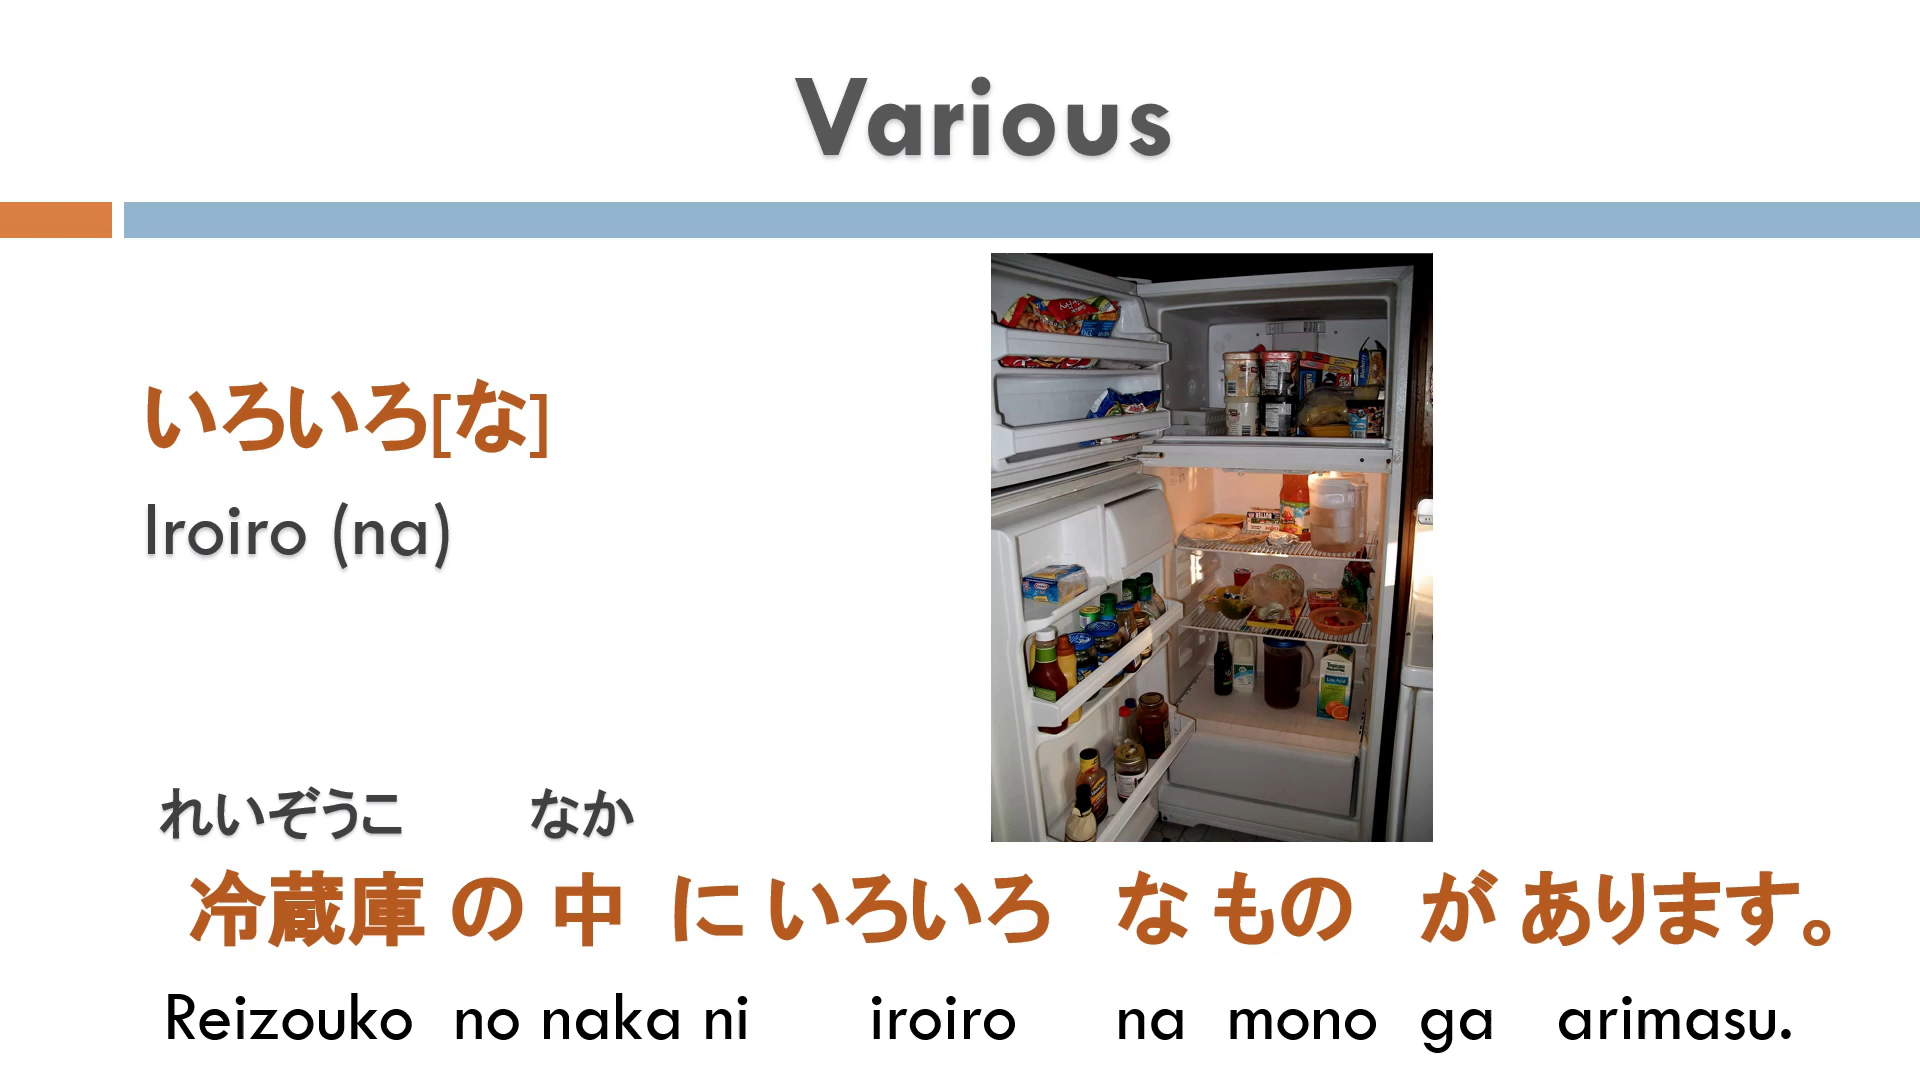 Various
いろいろ[な]
Iroiro (na)
れいぞうこ なか
冷蔵庫 の 中 に いろいろ な もの が あります。
Reizouko no naka ni iroiro na mono ga arimasu.